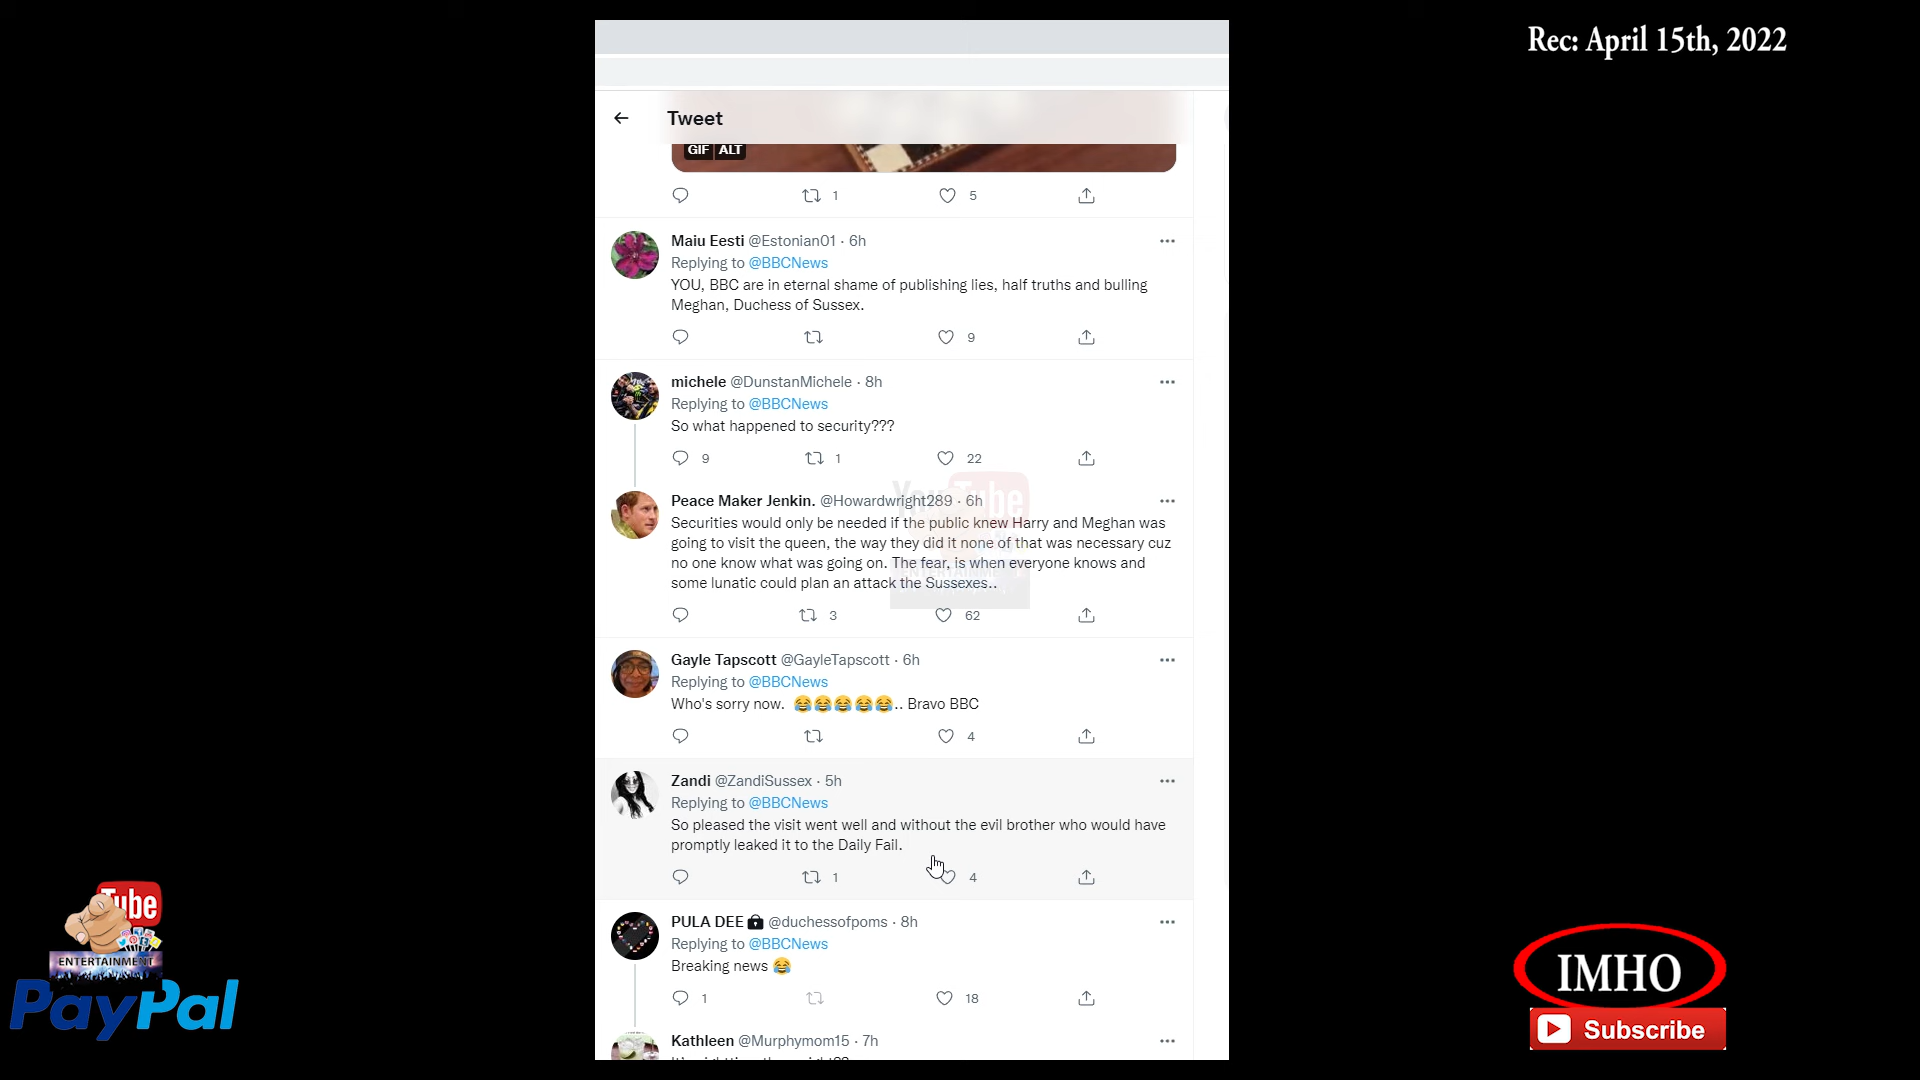 Rec: April 15th, 2022
Tweet
GIF ALT
1 5
Maiu Eesti @Estonian01 · 6h
Replying to @BBCNews
YOU, BBC are in eternal shame of publishing lies, half truths and bulling
Meghan, Duchess of Sussex.
9
michele @DunstanMichele · 8h
Replying to @BBCNews
So what happened to security???
9 1 22
Peace Maker Jenkin. @Howardwright289 · 6h
Securities would only be needed if the public knew Harry and Meghan was
going to visit the queen, the way they did it none of that was necessary cuz
no one know what was going on. The fear, is when everyone knows and
some lunatic could plan an attack the Sussexes..
3 62
YouTube
ENTERTAINMENT
Gayle Tapscott @GayleTapscott · 6h
Replying to @BBCNews
Who's sorry now. 😂😂😂😂😂.. Bravo BBC
4
Zandi @ZandiSussex · 5h
Replying to @BBCNews
So pleased the visit went well and without the evil brother who would have
promptly leaked it to the Daily Fail.
1 4
PULA DEE @duchessofpoms · 8h
Replying to @BBCNews
Breaking news 😂
1 18
Kathleen @Murphymom15 · 7h
Tube
ENTERTAINMENT
PayPal
IMHO
Subscribe